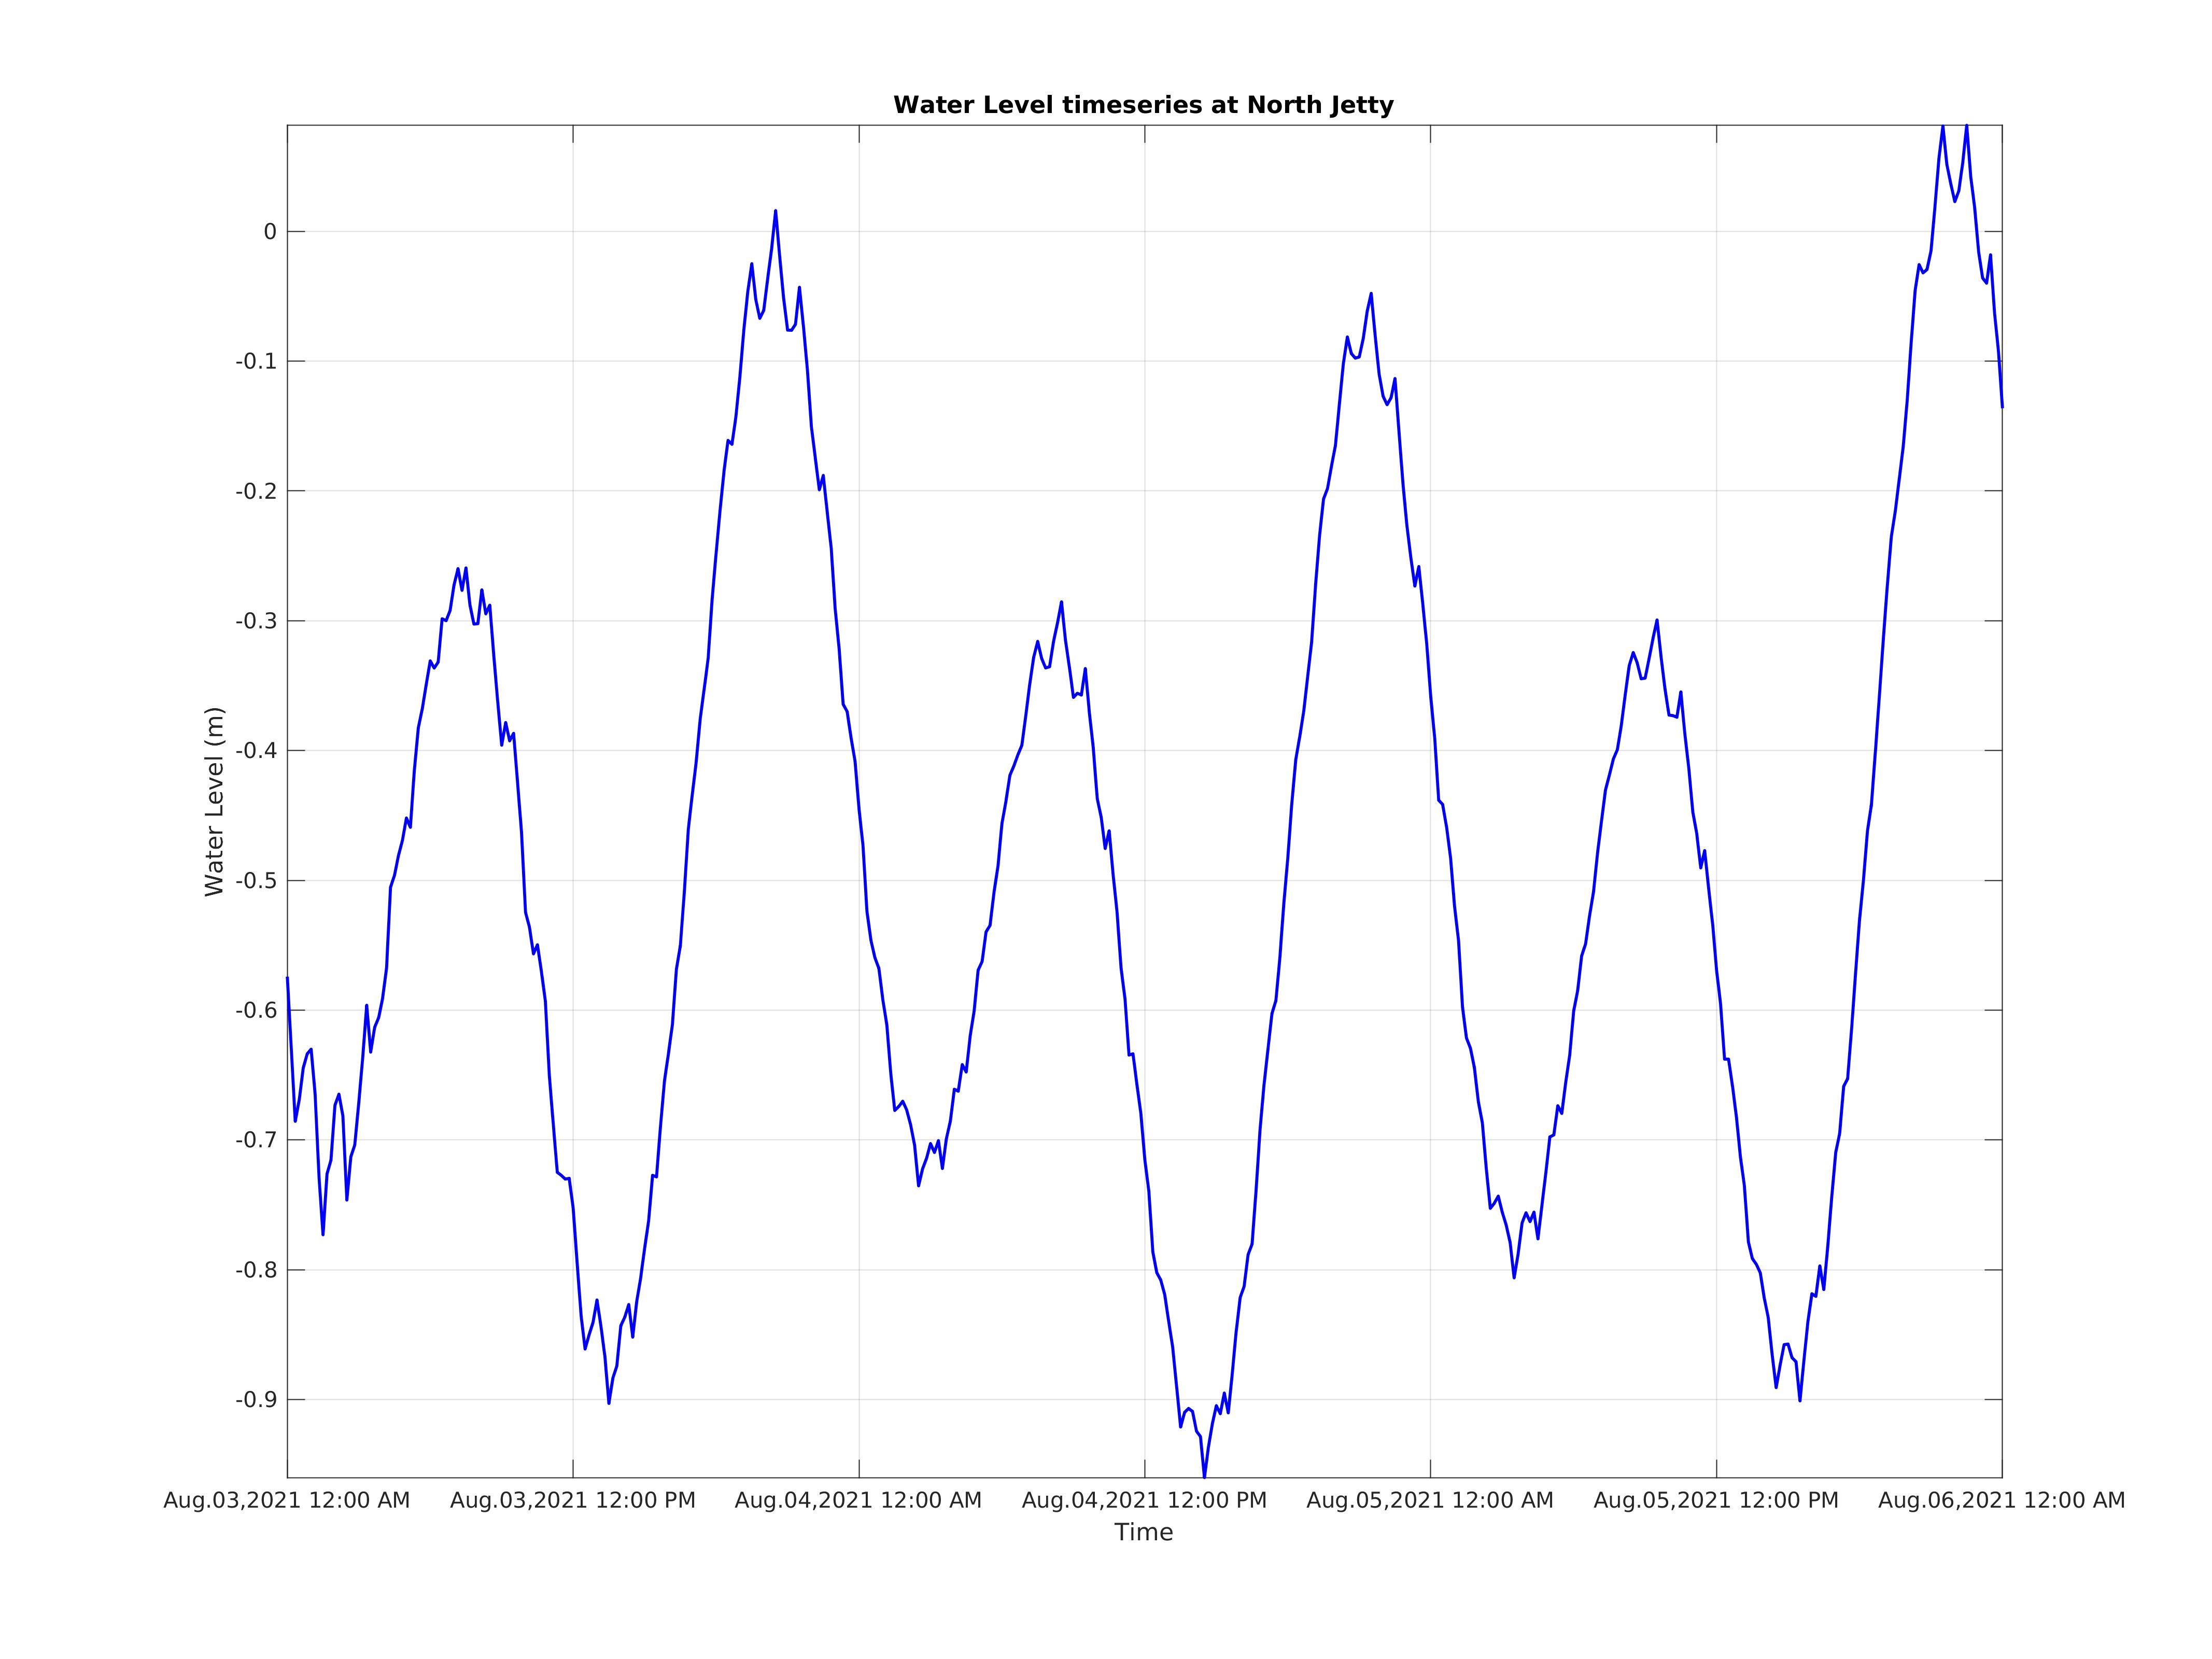 Water Level timeseries at North Jetty
0
-0.1
-0.2
-0.3
-0.4
-0.5
-0.6
-0.7
-0.8
-0.9
Water Level (m)
Aug.03,2021 12:00 AM Aug.03,2021 12:00 PM Aug.04,2021 12:00 AM Aug.04,2021 12:00 PM Aug.05,2021 12:00 AM Aug.05,2021 12:00 PM Aug.06,2021 12:00 AM
Time